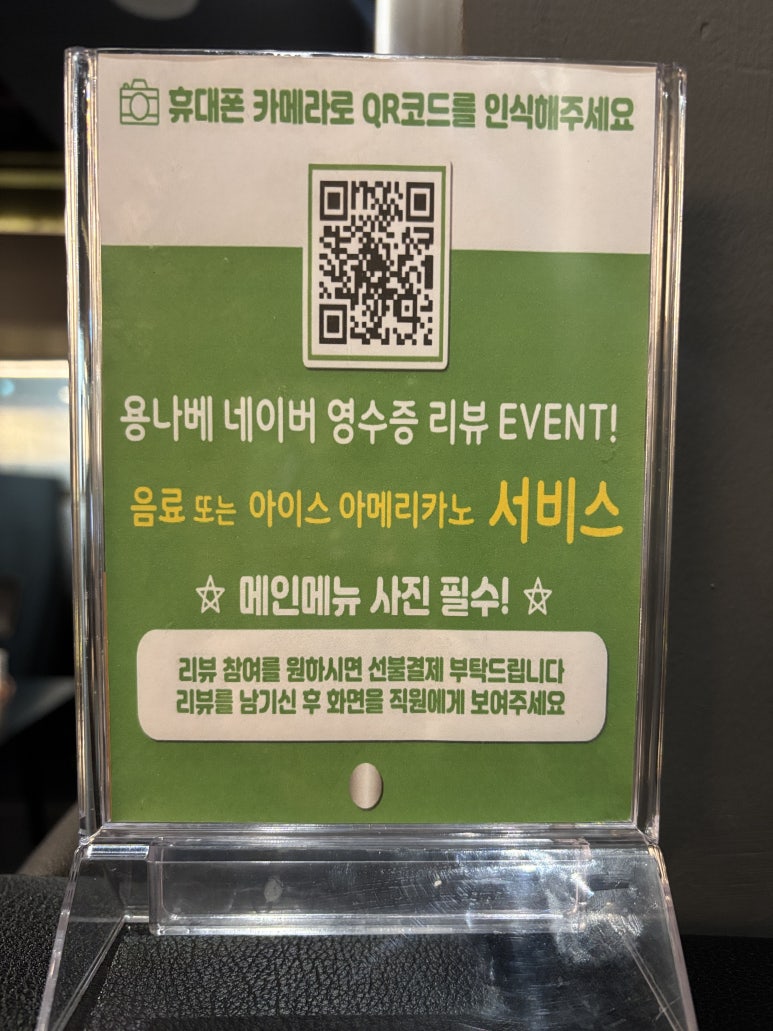 휴대폰 카메라로 QR코드를 인식해주세요
용나베 네이버 영수증 리뷰 EVENT!
음료 또는 아이스 아메리카노 서비스
☆ 메인메뉴 사진 필수! ☆
리뷰 참여를 원하시면 선불결제 부탁드립니다
리뷰를 남기신 후 화면을 직원에게 보여주세요